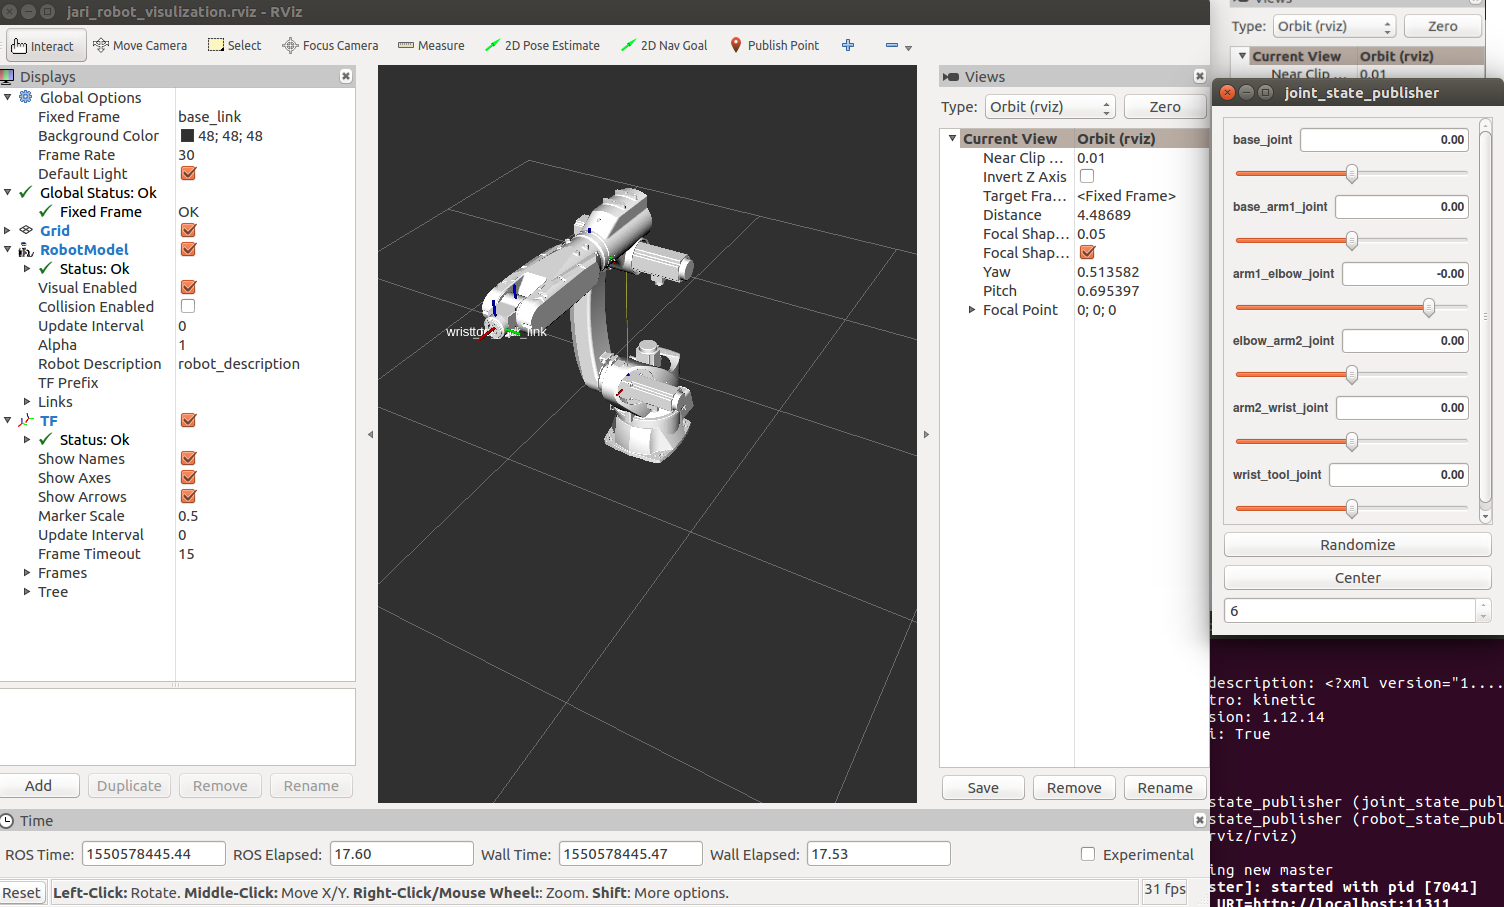 jari_robot_visulization.rviz - RViz
Interact Move Camera Select Focus Camera Measure 2D Pose Estimate 2D Nav Goal Publish Point
Displays
Global Options
Fixed Frame base_link
Background Color 48; 48; 48
Frame Rate 30
Default Light
Global Status: Ok
Fixed Frame OK
Grid
RobotModel
Status: Ok
Visual Enabled
Collision Enabled
Update Interval 0
Alpha 1
Robot Description robot_description
TF Prefix
Links
TF
Status: Ok
Show Names
Show Axes
Show Arrows
Marker Scale 0.5
Update Interval 0
Frame Timeout 15
Frames
Tree
Add Duplicate Remove Rename
_link
Views
Type: Orbit (rviz) Zero
Current View Orbit (rviz)
Near Clip ... 0.01
Invert Z Axis
Target Fra... <Fixed Frame>
Distance 4.48689
Focal Shap... 0.05
Focal Shap...
Yaw 0.513582
Pitch 0.695397
Focal Point 0; 0; 0
Save Remove Rename
Views
Type: Orbit (rviz) Zero
Current View Orbit (rviz)
Near Clip ... 0.01
joint_state_publisher
base_joint 0.00
base_arm1_joint 0.00
arm1_elbow_joint -0.00
elbow_arm2_joint 0.00
arm2_wrist_joint 0.00
wrist_tool_joint 0.00
Randomize
Center
6
description: <?xml version="1....
tro: kinetic
sion: 1.12.14
i: True
state_publisher (joint_state_publ
state_publisher (robot_state_publ
rviz/rviz)
ing new master
ster]: started with pid [7041]
URI=http://localhost:11311
Time
ROS Time: 1550578445.44 ROS Elapsed: 17.60 Wall Time: 1550578445.47 Wall Elapsed: 17.53 Experimental
Reset Left-Click: Rotate. Middle-Click: Move X/Y. Right-Click/Mouse Wheel:: Zoom. Shift: More options. 31 fps